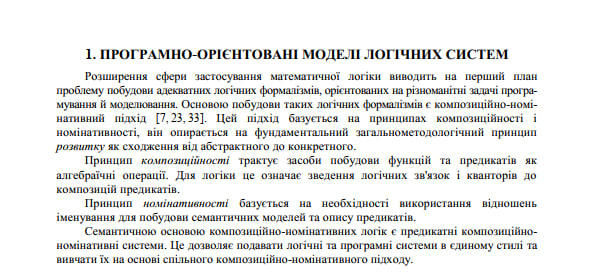 1. ПРОГРАМНО-ОРІЄНТОВАНІ МОДЕЛІ ЛОГІЧНИХ СИСТЕМ
Розширення сфери застосування математичної логіки виводить на перший план
проблему побудови адекватних логічних формалізмів, орієнтованих на різноманітні задачі програ-
мування й моделювання. Основою побудови таких логічних формалізмів є композиційно-номі-
нативний підхід [7, 23, 33]. Цей підхід базується на принципах композиційності і
номінативності, він опирається на фундаментальний загальнометодологічний принцип
розвитку як сходження від абстрактного до конкретного.
Принцип композиційності трактує засоби побудови функцій та предикатів як
алгебраїчні операції. Для логіки це означає зведення логічних зв'язок і кванторів до
композицій предикатів.
Принцип номінативності базується на необхідності використання відношень
іменування для побудови семантичних моделей та опису предикатів.
Семантичною основою композиційно-номінативних логік є предикатні композиційно-
номінативні системи. Це дозволяє подавати логічні та програмні системи в єдиному стилі та
вивчати їх на основі спільного композиційно-номінативного підходу.